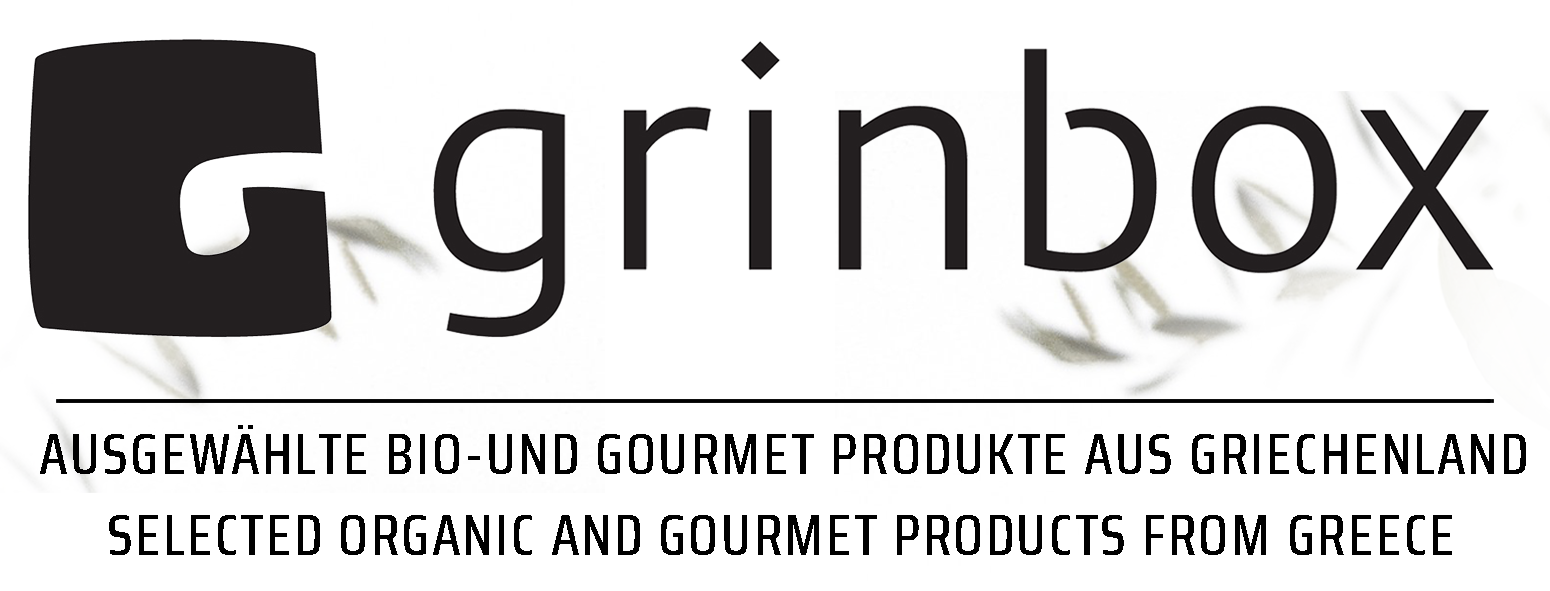 grinbox
AUSGEWÄHLTE BIO-UND GOURMET PRODUKTE AUS GRIECHENLAND
SELECTED ORGANIC AND GOURMET PRODUCTS FROM GREECE